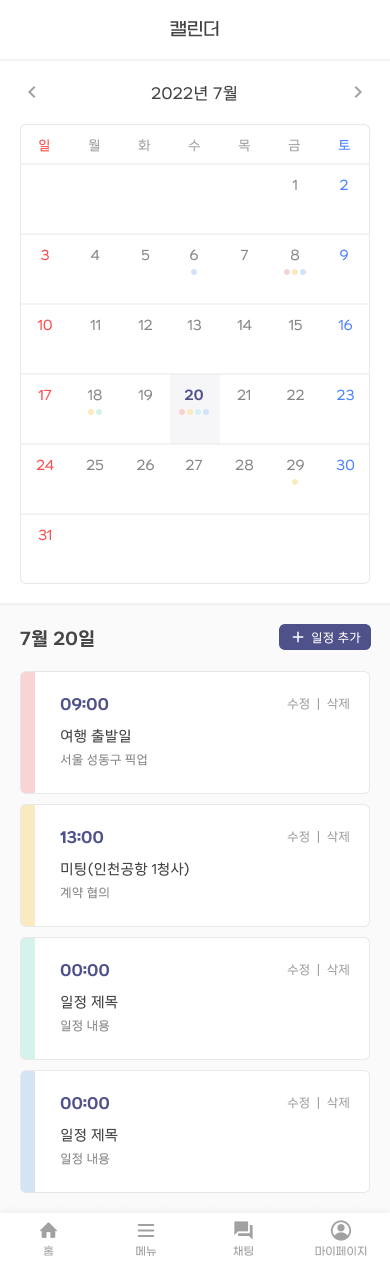 캘린더
2022년 7월
일 월 화 수 목 금 토
1 2
3 4 5 6 7 8 9
10 11 12 13 14 15 16
17 18 19 20 21 22 23
24 25 26 27 28 29 30
31
7월 20일
+ 일정 추가
09:00 수정 | 삭제
여행 출발일
서울 성동구 픽업
13:00 수정 | 삭제
미팅(인천공항 1청사)
계약 협의
00:00 수정 | 삭제
일정 제목
일정 내용
00:00 수정 | 삭제
일정 제목
일정 내용
홈 메뉴 채팅 마이페이지